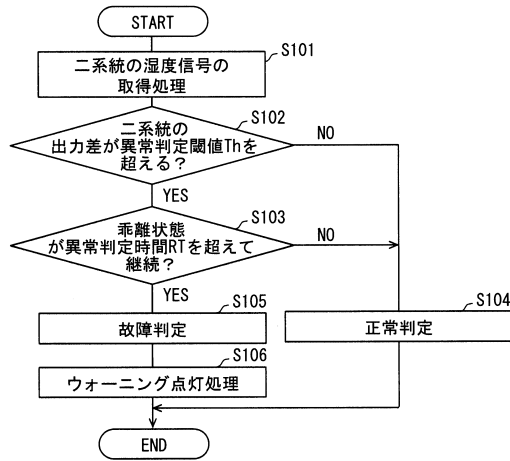 START
S101
二系統の湿度信号の
取得処理
S102
二系統の
出力差が異常判定閾値Thを
超える？
NO
YES
S103
乖離状態
が異常判定時間RTを超えて
継続？
NO
YES
S105
故障判定
S104
正常判定
S106
ウォーニング点灯処理
END